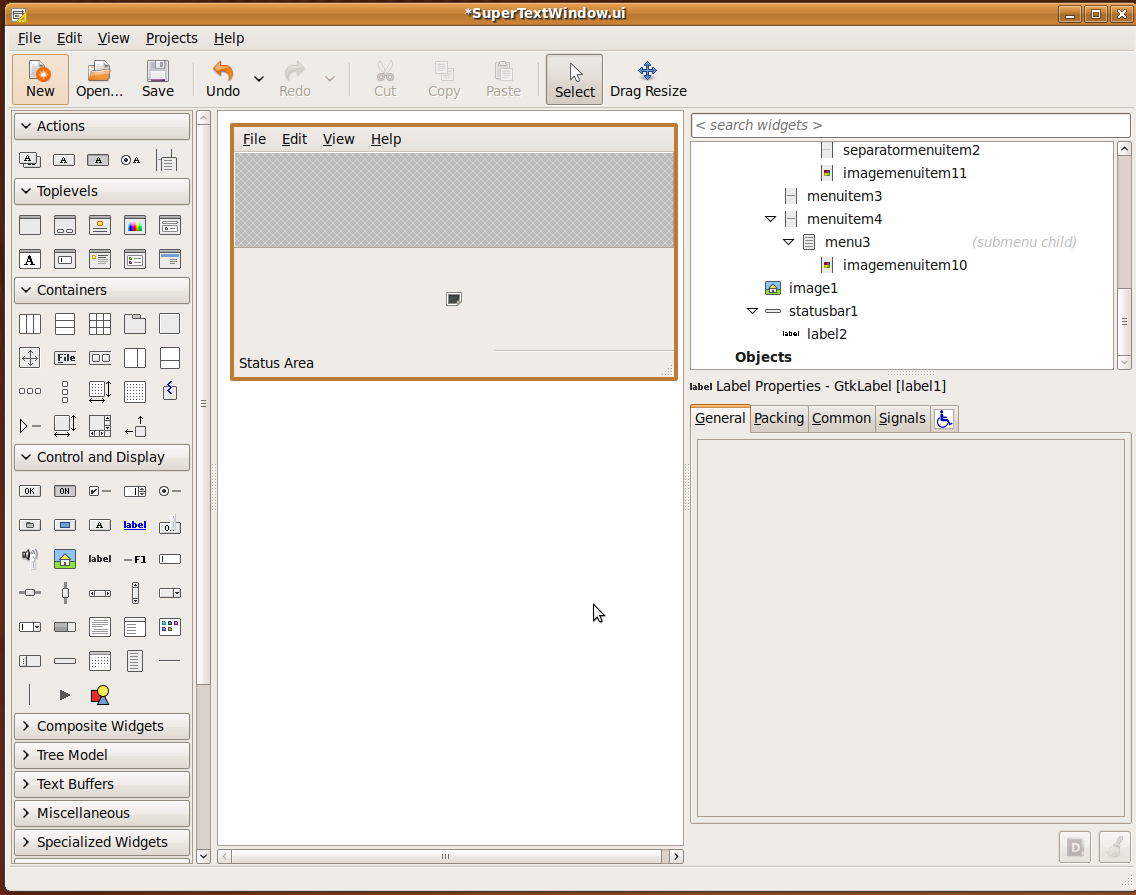 *SuperTextWindow.ui
File Edit View Projects Help
New Open... Save Undo Redo Cut Copy Paste Select Drag Resize
Actions
Toplevels
Containers
File
Control and Display
OK ON
label
label F1
Composite Widgets
Tree Model
Text Buffers
Miscellaneous
Specialized Widgets
File Edit View Help
Status Area
< search widgets >
separatormenuitem2
imagemenuitem11
menuitem3
menuitem4
menu3 (submenu child)
imagemenuitem10
image1
statusbar1
label label2
Objects
label Label Properties - GtkLabel [label1]
General Packing Common Signals